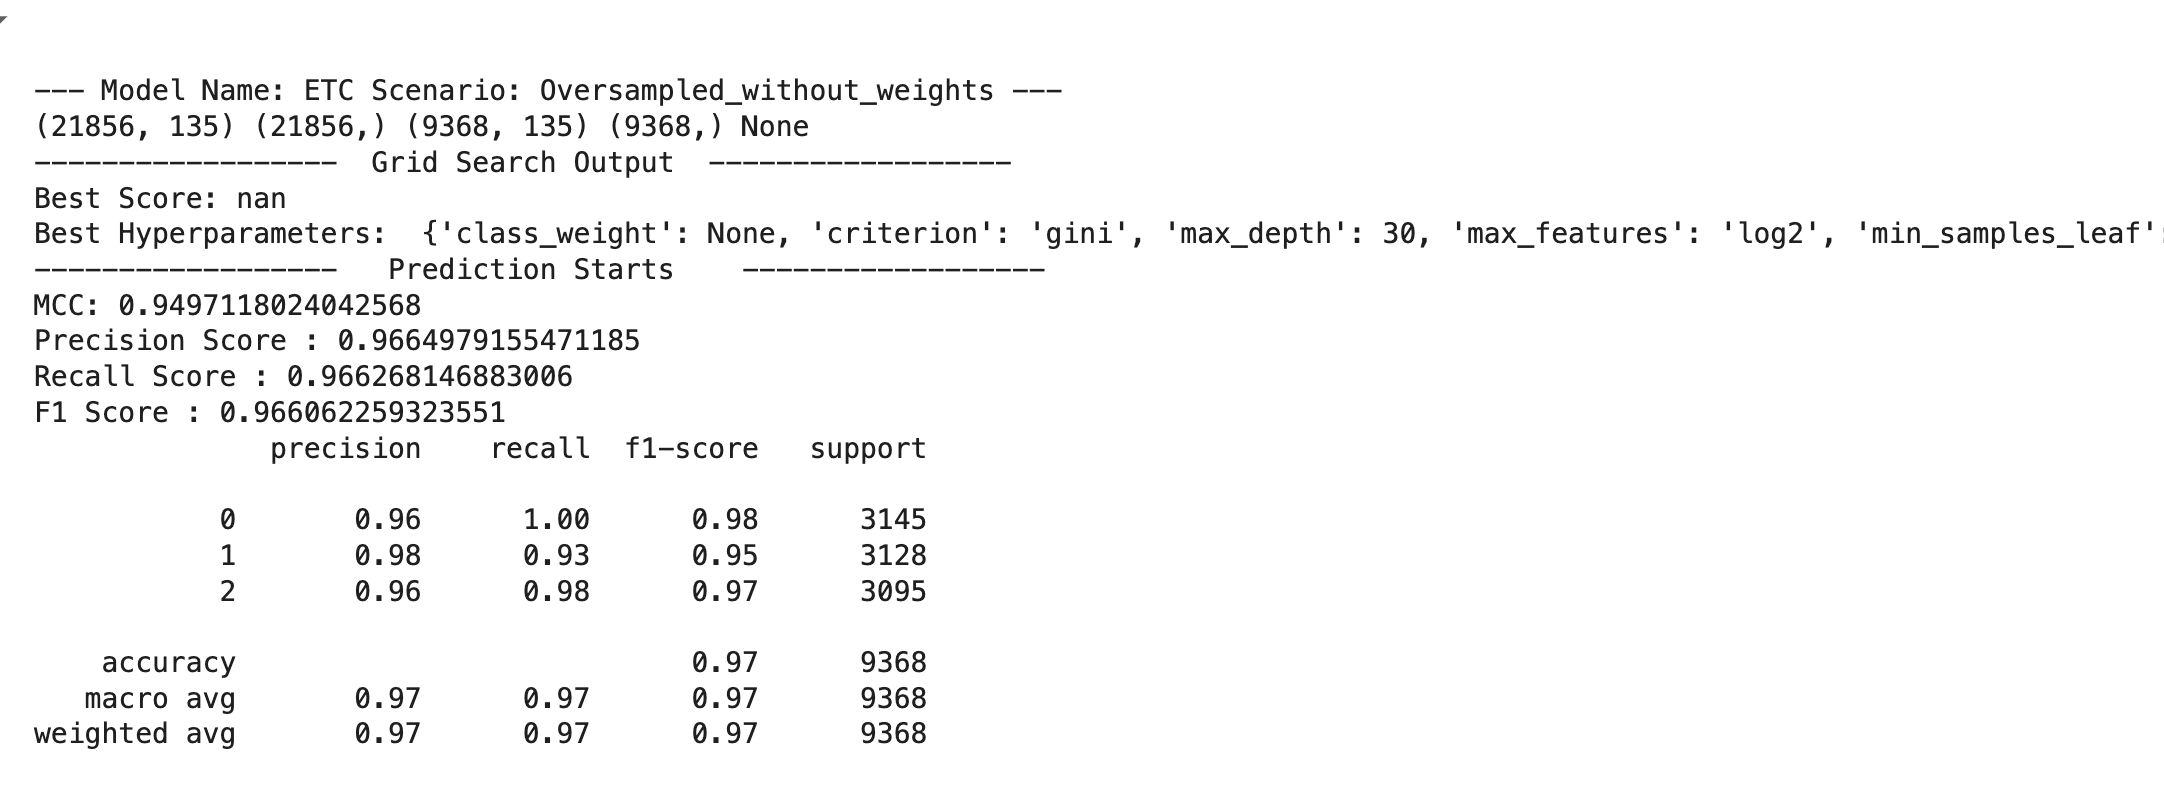 --- Model Name: ETC Scenario: Oversampled_without_weights ---
(21856, 135) (21856,) (9368, 135) (9368,) None
------------------  Grid Search Output  ------------------
Best Score: nan
Best Hyperparameters:  {'class_weight': None, 'criterion': 'gini', 'max_depth': 30, 'max_features': 'log2', 'min_samples_leaf':
------------------   Prediction Starts    ------------------
MCC: 0.9497118024042568
Precision Score : 0.9664979155471185
Recall Score : 0.966268146883006
F1 Score : 0.966062259323551
              precision    recall  f1-score   support
           0       0.96      1.00      0.98      3145
           1       0.98      0.93      0.95      3128
           2       0.96      0.98      0.97      3095
    accuracy                           0.97      9368
   macro avg       0.97      0.97      0.97      9368
weighted avg       0.97      0.97      0.97      9368